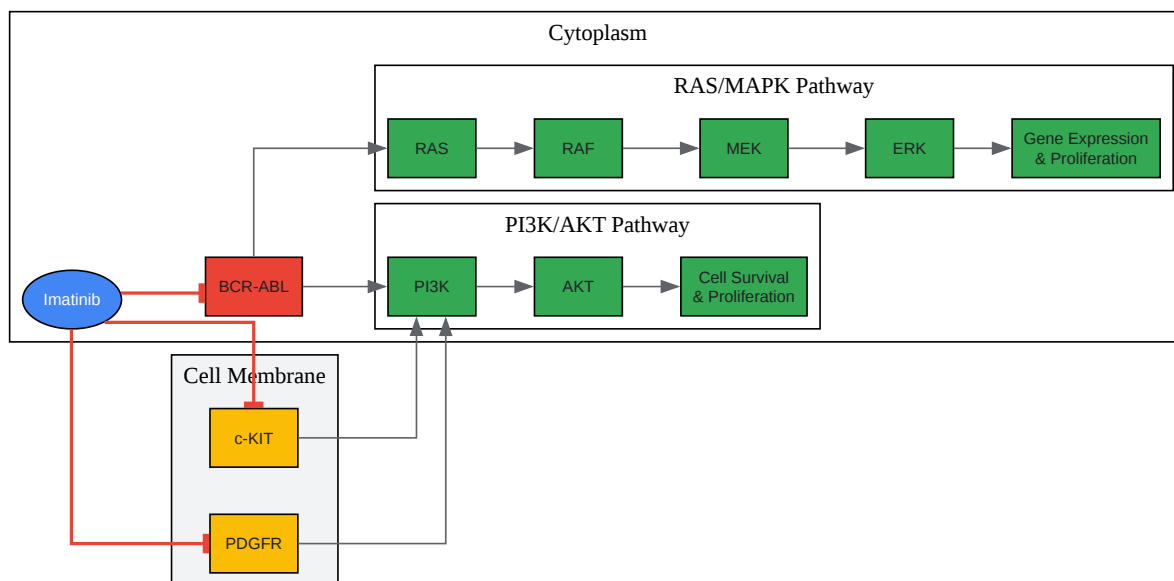 Cytoplasm
RAS/MAPK Pathway
RAS
RAF
MEK
ERK
Gene Expression
& Proliferation
PI3K/AKT Pathway
Imatinib
BCR-ABL
PI3K
AKT
Cell Survival
& Proliferation
Cell Membrane
c-KIT
PDGFR